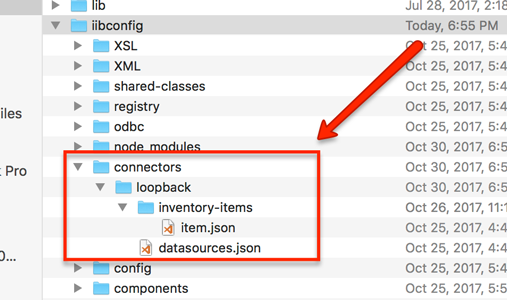 lib Jul 28, 2017, 2:18
iibconfig Today, 6:55 PM
XSL Oct 25, 2017, 5:4
XML Oct 25, 2017, 5:4
iles shared-classes Oct 25, 2017, 5:4
registry Oct 25, 2017, 5:4
odbc Oct 25, 2017, 5:4
node_modules Oct 30, 2017, 6:5
t Pro connectors Oct 30, 2017, 6:5
loopback Oct 30, 2017, 6:5
inventory-items Oct 26, 2017, 11:1
item.json Oct 25, 2017, 4:4
0... datasources.json Oct 25, 2017, 4:4
config Oct 25, 2017, 4:4
components Oct 25, 2017, 5:5